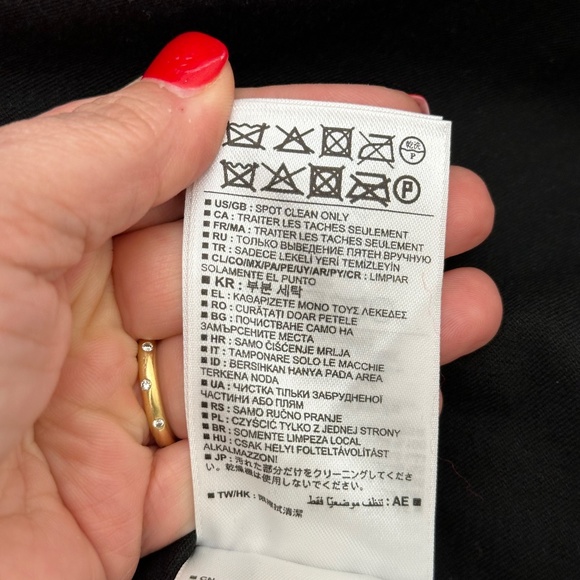 乾洗
P
P
■ US/GB : SPOT CLEAN ONLY
■ CA : TRAITER LES TACHES SEULEMENT
■ FR/MA : TRAITER LES TACHES SEULEMENT
■ RU : ТОЛЬКО ВЫВЕДЕНИЕ ПЯТЕН ВРУЧНУЮ
■ TR : SADECE LEKELİ YERİ TEMİZLEYİN
■ CL/CO/MX/PA/PE/UY/AR/PY/CR : LIMPIAR
SOLAMENTE EL PUNTO
■ KR : 부분 세탁
■ EL : ΚΑΘΑΡΙΖΕΤΕ ΜΟΝΟ ΤΟΥΣ ΛΕΚΕΔΕΣ
■ RO : CURĂȚAȚI DOAR PETELE
■ BG : ПОЧИСТВАНЕ САМО НА
ЗАМЪРСЕНИТЕ МЕСТА
■ HR : SAMO ČIŠĆENJE MRLJA
■ IT : TAMPONARE SOLO LE MACCHIE
■ ID : BERSIHKAN HANYA PADA AREA
TERKENA NODA
■ UA : ЧИСТКА ТІЛЬКИ ЗАБРУДНЕНОЇ
ЧАСТИНИ АБО ПЛЯМ
■ RS : SAMO RUČNO PRANJE
■ PL : CZYŚCIĆ TYLKO Z JEDNEJ STRONY
■ BR : SOMENTE LIMPEZA LOCAL
■ HU : CSAK HELYI FOLTELTÁVOLÍTÁST
ALKALMAZZON!
■ JP : 汚れた部分だけをクリーニングしてくださ
い。乾燥機は使用しないでください。
■ TW/HK : 拭清潔
■ AE : تنظف موضعيًا فقط